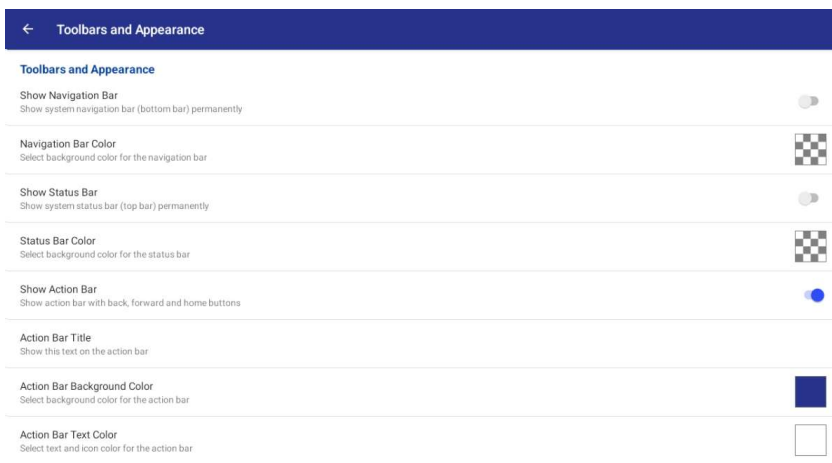 Toolbars and Appearance
Toolbars and Appearance
Show Navigation Bar
Show system navigation bar (bottom bar) permanently
Navigation Bar Color
Select background color for the navigation bar
Show Status Bar
Show system status bar (top bar) permanently
Status Bar Color
Select background color for the status bar
Show Action Bar
Show action bar with back, forward and home buttons
Action Bar Title
Show this text on the action bar
Action Bar Background Color
Select background color for the action bar
Action Bar Text Color
Select text and icon color for the action bar